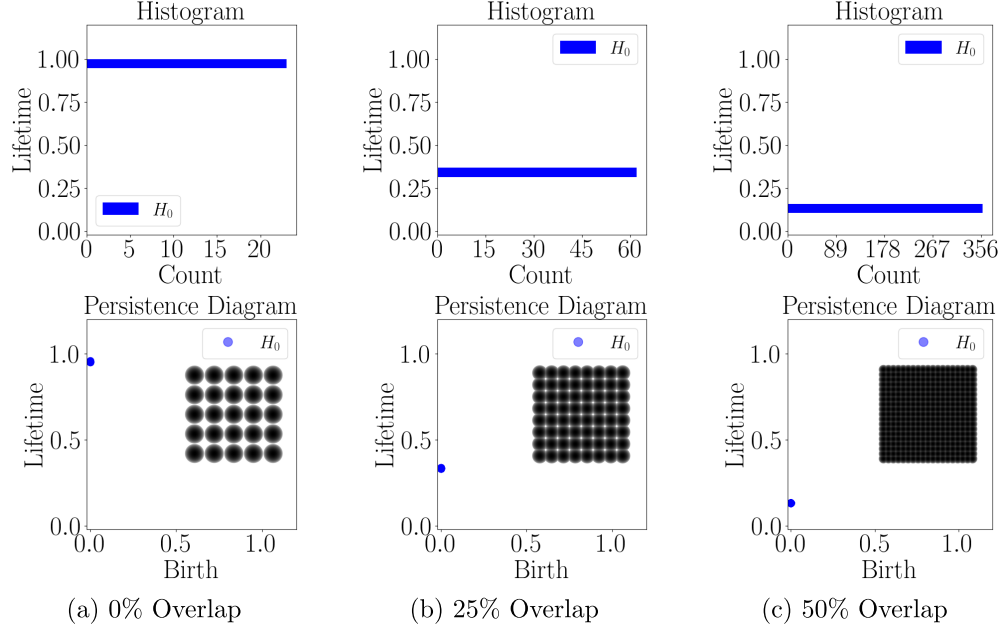 Histogram
Lifetime
1.00
0.75
0.50
0.25
0.00
H₀
0 5 10 15 20
Count
Histogram
Lifetime
1.00
0.75
0.50
0.25
0.00
H₀
0 15 30 45 60
Count
Histogram
Lifetime
1.00
0.75
0.50
0.25
0.00
H₀
0 89 178 267 356
Count
Persistence Diagram
Lifetime
1.0
0.5
0.0
H₀
0.0 0.5 1.0
Birth
(a) 0% Overlap
Persistence Diagram
Lifetime
1.0
0.5
0.0
H₀
0.0 0.5 1.0
Birth
(b) 25% Overlap
Persistence Diagram
Lifetime
1.0
0.5
0.0
H₀
0.0 0.5 1.0
Birth
(c) 50% Overlap